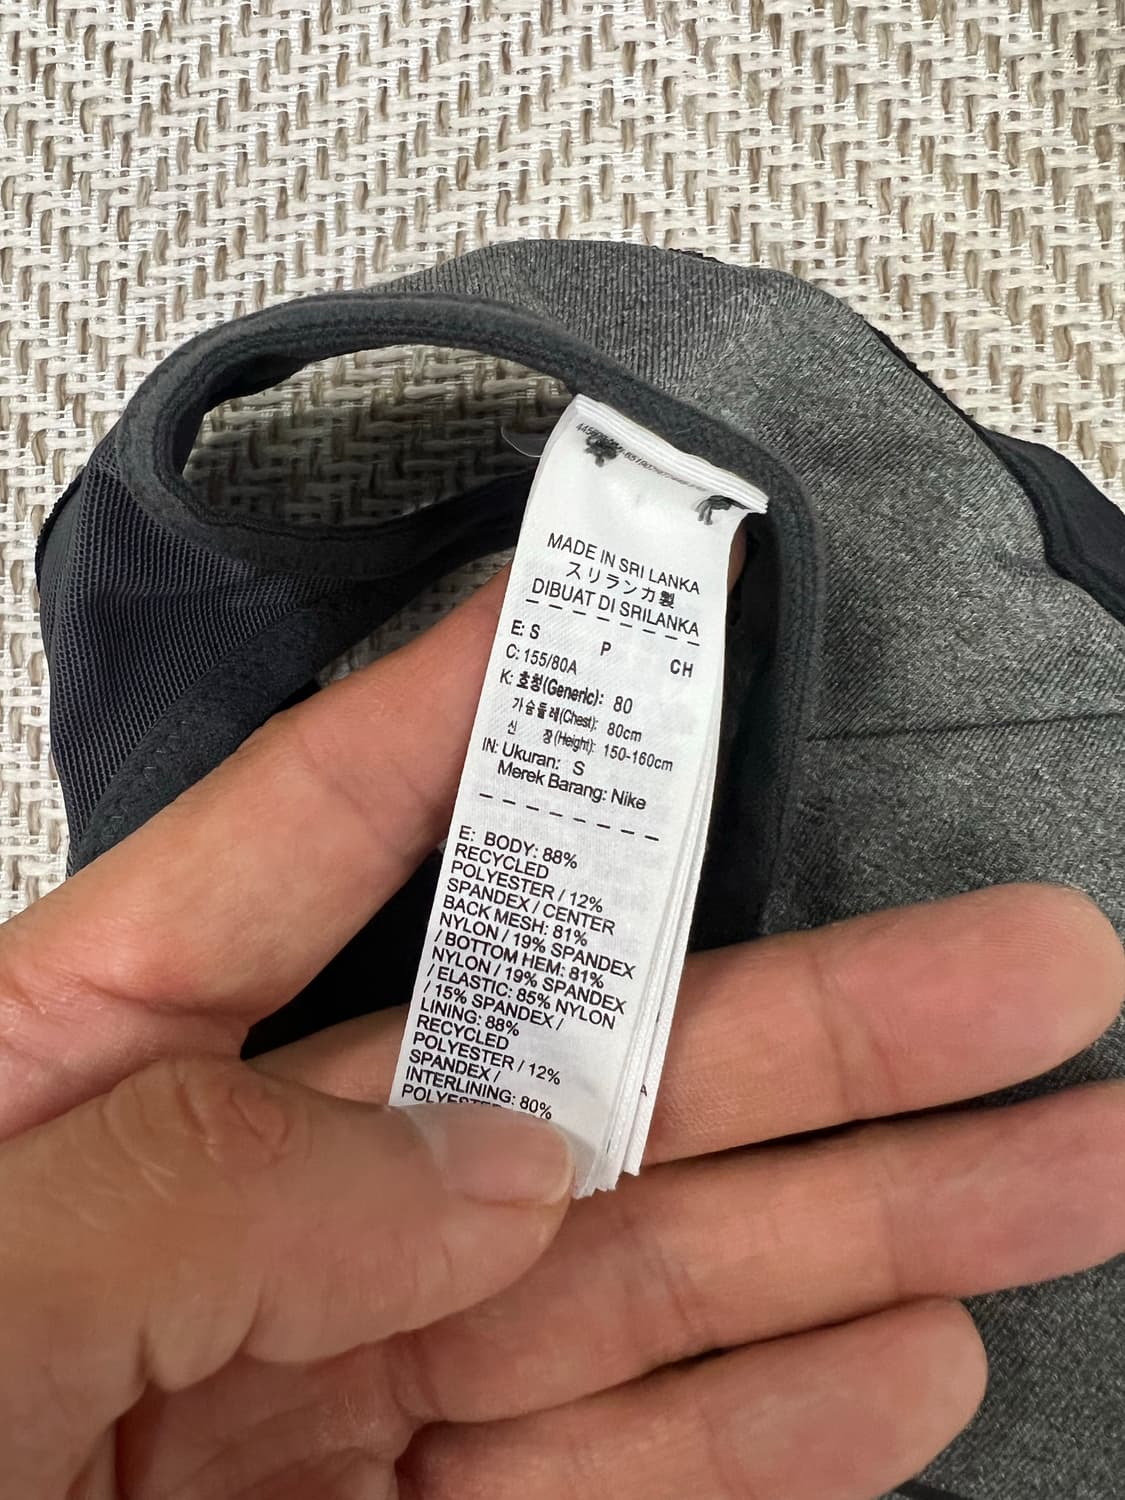 MADE IN SRI LANKA
スリランカ製
DIBUAT DI SRILANKA
E: S P CH
C: 155/80A
K: 호칭(Generic): 80
가슴둘레(Chest): 80cm
신 장(Height): 150-160cm
IN: Ukuran: S
Merek Barang: Nike
E: BODY: 88%
RECYCLED
POLYESTER / 12%
SPANDEX / CENTER
BACK MESH: 81%
NYLON / 19% SPANDEX
/ BOTTOM HEM: 81%
NYLON / 19% SPANDEX
/ ELASTIC: 85% NYLON
/ 15% SPANDEX /
LINING: 88%
RECYCLED
POLYESTER / 12%
SPANDEX /
INTERLINING: 80%
POLYESTER